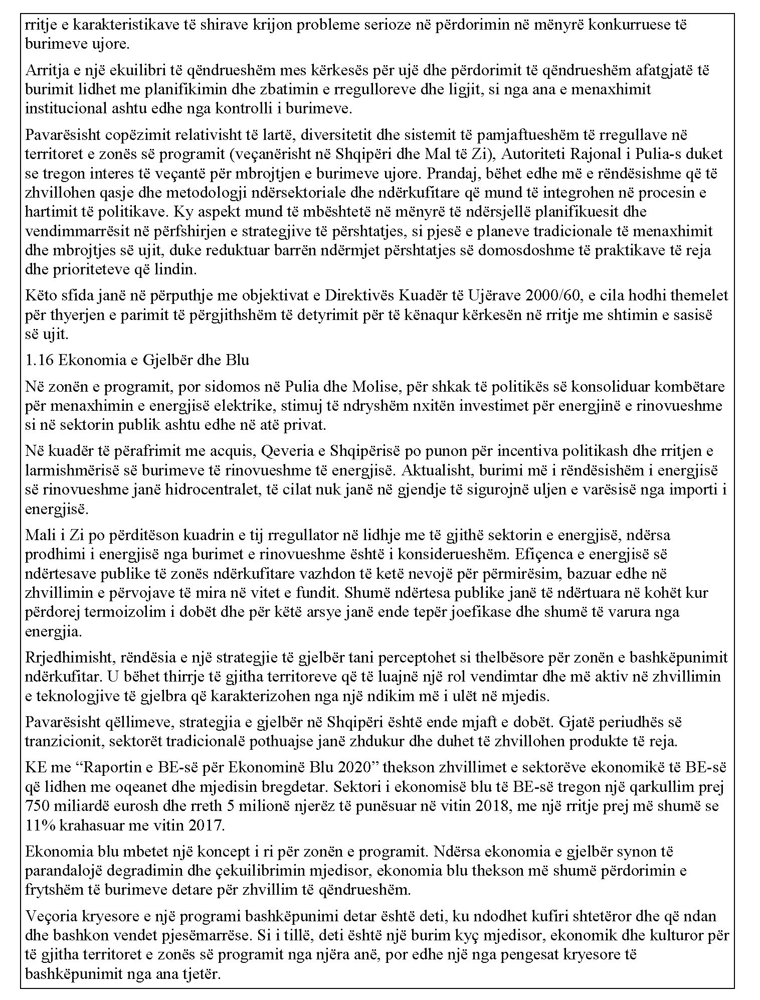 rritje e karakteristikave të shirave krijon probleme serioze në përdorimin në mënyrë konkurruese të
burimeve ujore.
Arritja e një ekuilibri të qëndrueshëm mes kërkesës për ujë dhe përdorimit të qëndrueshëm afatgjatë të
burimit lidhet me planifikimin dhe zbatimin e rregulloreve dhe ligjit, si nga ana e menaxhimit
institucional ashtu edhe nga kontrolli i burimeve.
Pavarësisht copëzimit relativisht të lartë, diversitetit dhe sistemit të pamjaftueshëm të rregullave në
territoret e zonës së programit (veçanërisht në Shqipëri dhe Mal të Zi), Autoriteti Rajonal i Pulia-s duket
se tregon interes të veçantë për mbrojtjen e burimeve ujore. Prandaj, bëhet edhe më e rëndësishme që të
zhvillohen qasje dhe metodologji ndërsektoriale dhe ndërkufitare që mund të integrohen në procesin e
hartimit të politikave. Ky aspekt mund të mbështetë në mënyrë të ndërsjellë planifikuesit dhe
vendimmarrësit në përfshirjen e strategjive të përshtatjes, si pjesë e planeve tradicionale të menaxhimit
dhe mbrojtjes së ujit, duke reduktuar barrën ndërmjet përshtatjes së domosdoshme të praktikave të reja
dhe prioriteteve që lindin.
Këto sfida janë në përputhje me objektivat e Direktivës Kuadër të Ujërave 2000/60, e cila hodhi themelet
për thyerjen e parimit të përgjithshëm të detyrimit për të kënaqur kërkesën në rritje me shtimin e sasisë
së ujit.
1.16 Ekonomia e Gjelbër dhe Blu
Në zonën e programit, por sidomos në Pulia dhe Molise, për shkak të politikës së konsoliduar kombëtare
për menaxhimin e energjisë elektrike, stimuj të ndryshëm nxitën investimet për energjinë e rinovueshme
si në sektorin publik ashtu edhe në atë privat.
Në kuadër të përafrimit me acquis, Qeveria e Shqipërisë po punon për incentiva politikash dhe rritjen e
larmishmërisë së burimeve të rinovueshme të energjisë. Aktualisht, burimi më i rëndësishëm i energjisë
së rinovueshme janë hidrocentralet, të cilat nuk janë në gjendje të sigurojnë uljen e varësisë nga importi i
energjisë.
Mali i Zi po përditëson kuadrin e tij rregullator në lidhje me të gjithë sektorin e energjisë, ndërsa
prodhimi i energjisë nga burimet e rinovueshme është i konsiderueshëm. Efiçenca e energjisë së
ndërtesave publike të zonës ndërkufitare vazhdon të ketë nevojë për përmirësim, bazuar edhe në
zhvillimin e përvojave të mira në vitet e fundit. Shumë ndërtesa publike janë të ndërtuara në kohët kur
përdorej termoizolim i dobët dhe për këtë arsye janë ende tepër joefikase dhe shumë të varura nga
energjia.
Rrjedhimisht, rëndësia e një strategjie të gjelbër tani perceptohet si thelbësore për zonën e bashkëpunimit
ndërkufitar. U bëhet thirrje të gjitha territoreve që të luajnë një rol vendimtar dhe më aktiv në zhvillimin
e teknologjive të gjelbra që karakterizohen nga një ndikim më i ulët në mjedis.
Pavarësisht qëllimeve, strategjia e gjelbër në Shqipëri është ende mjaft e dobët. Gjatë periudhës së
tranzicionit, sektorët tradicionalë pothuajse janë zhdukur dhe duhet të zhvillohen produkte të reja.
KE me “Raportin e BE-së për Ekonominë Blu 2020” thekson zhvillimet e sektorëve ekonomikë të BE-së
që lidhen me oqeanet dhe mjedisin bregdetar. Sektori i ekonomisë blu të BE-së tregon një qarkullim prej
750 miliardë eurosh dhe rreth 5 milionë njerëz të punësuar në vitin 2018, me një rritje prej më shumë se
11% krahasuar me vitin 2017.
Ekonomia blu mbetet një koncept i ri për zonën e programit. Ndërsa ekonomia e gjelbër synon të
parandalojë degradimin dhe çekuilibrimin mjedisor, ekonomia blu thekson më shumë përdorimin e
frytshëm të burimeve detare për zhvillim të qëndrueshëm.
Veçoria kryesore e një programi bashkëpunimi detar është deti, ku ndodhet kufiri shtetëror dhe që ndan
dhe bashkon vendet pjesëmarrëse. Si i tillë, deti është një burim kyç mjedisor, ekonomik dhe kulturor për
të gjitha territoret e zonës së programit nga njëra anë, por edhe një nga pengesat kryesore të
bashkëpunimit nga ana tjetër.